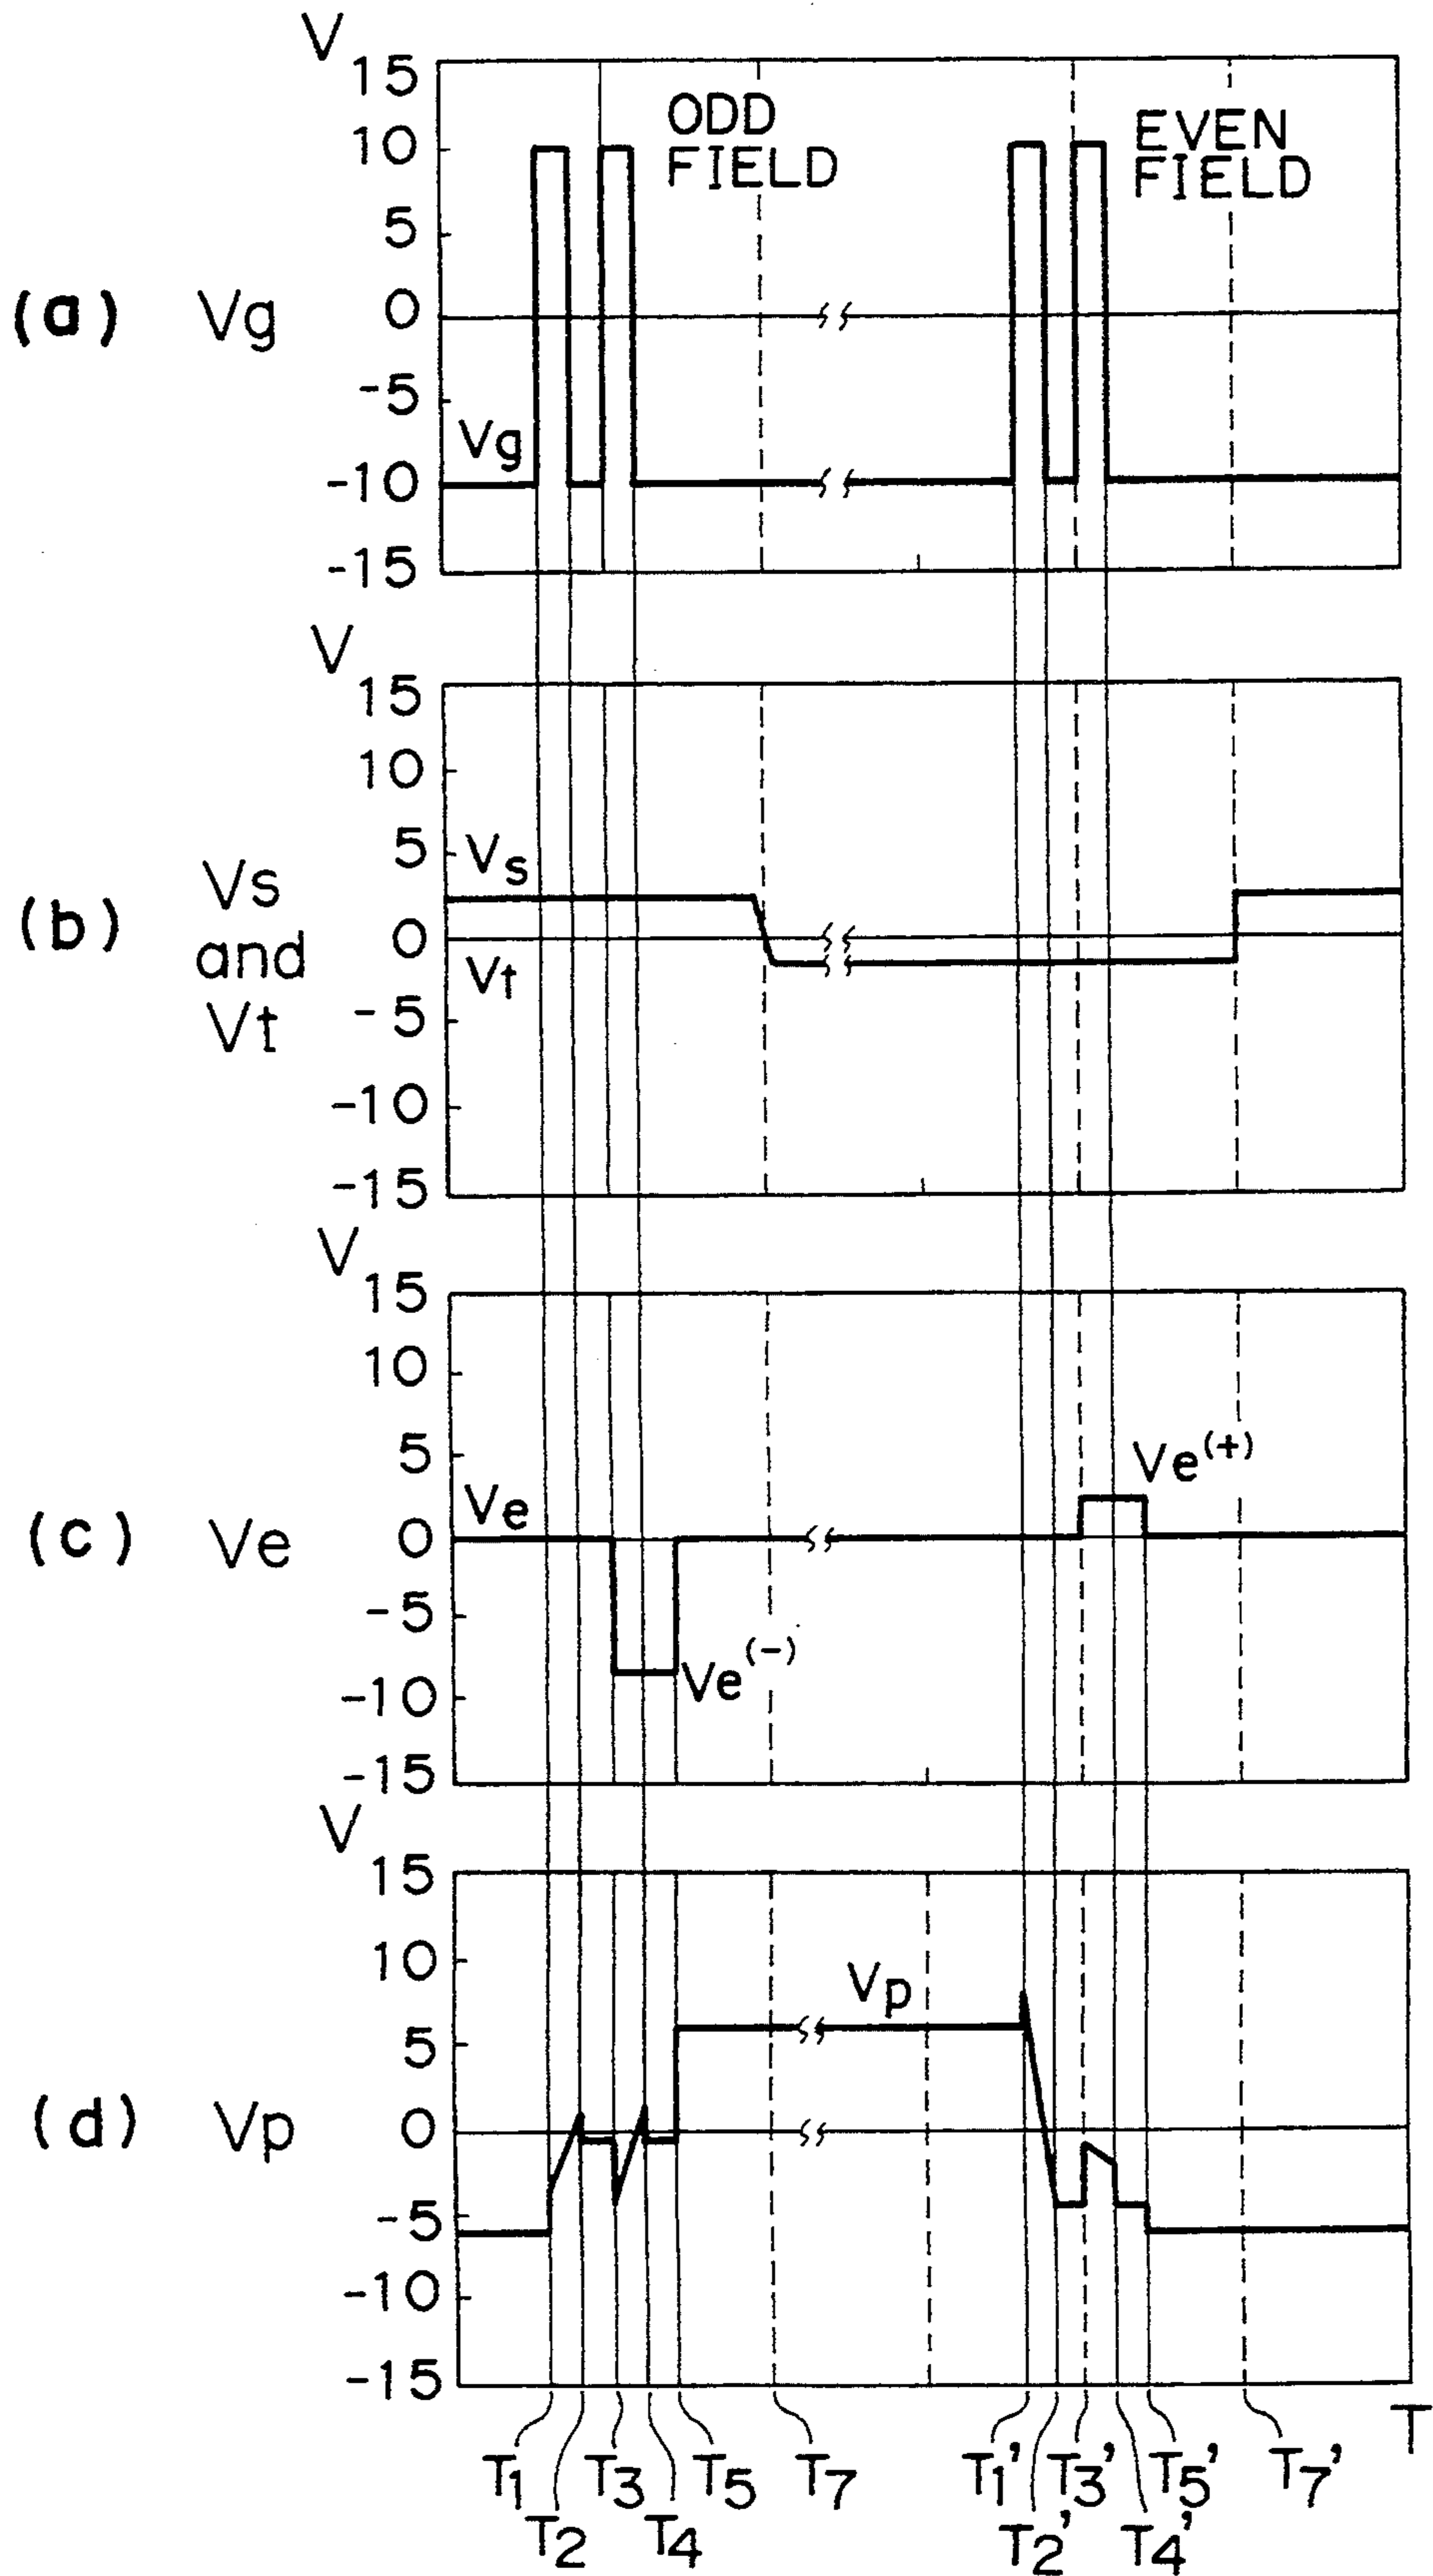 V
15
ODD
FIELD
EVEN
FIELD
10
5
(a) Vg
0
-5
Vg
-10
-15
V
15
10
5
Vs
(b) Vs
and
Vt
0
Vt
-5
-10
-15
V
15
10
5
Ve(+)
Ve
(c) Ve
0
-5
Ve(-)
-10
-15
V
15
10
Vp
5
(d) Vp
0
-5
-10
-15
T
T1 T3 T5 T7 T1' T3' T5' T7'
T2 T4 T2' T4'